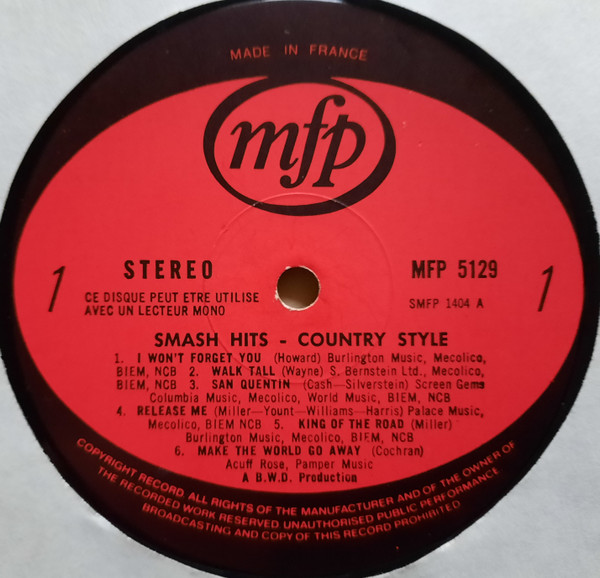 MADE IN FRANCE
mfp
STEREO
MFP 5129
1
1
CE DISQUE PEUT ETRE UTILISE
AVEC UN LECTEUR MONO
SMFP 1404 A
SMASH HITS - COUNTRY STYLE
1. I WON'T FORGET YOU (Howard) Burlington Music, Mecolico,
BIEM, NCB 2. WALK TALL (Wayne) S. Bernstein Ltd., Mecolico,
BIEM, NCB 3. SAN QUENTIN (Cash—Silverstein) Screen Gems
Columbia Music, Mecolico, World Music, BIEM, NCB
4. RELEASE ME (Miller—Yount—Williams—Harris) Palace Music,
Mecolico, BIEM NCB 5. KING OF THE ROAD (Miller)
Burlington Music, Mecolico, BIEM, NCB
6. MAKE THE WORLD GO AWAY (Cochran)
Acuff Rose, Pamper Music
A B.W.D. Production
COPYRIGHT RECORD ALL RIGHTS OF THE MANUFACTURER AND OF THE OWNER OF
THE RECORDED WORK RESERVED UNAUTHORISED PUBLIC PERFORMANCE
BROADCASTING AND COPY OF THIS RECORD PROHIBITED